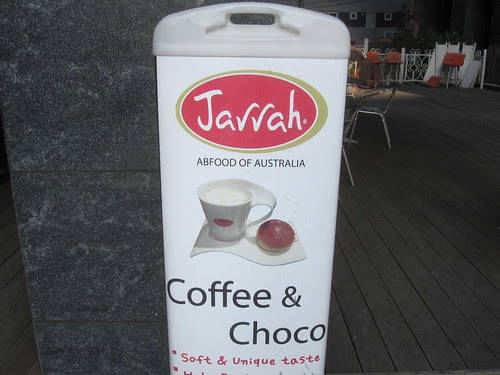 Jarrah
ABFOOD OF AUSTRALIA
Coffee &
Choco
* Soft & Unique taste